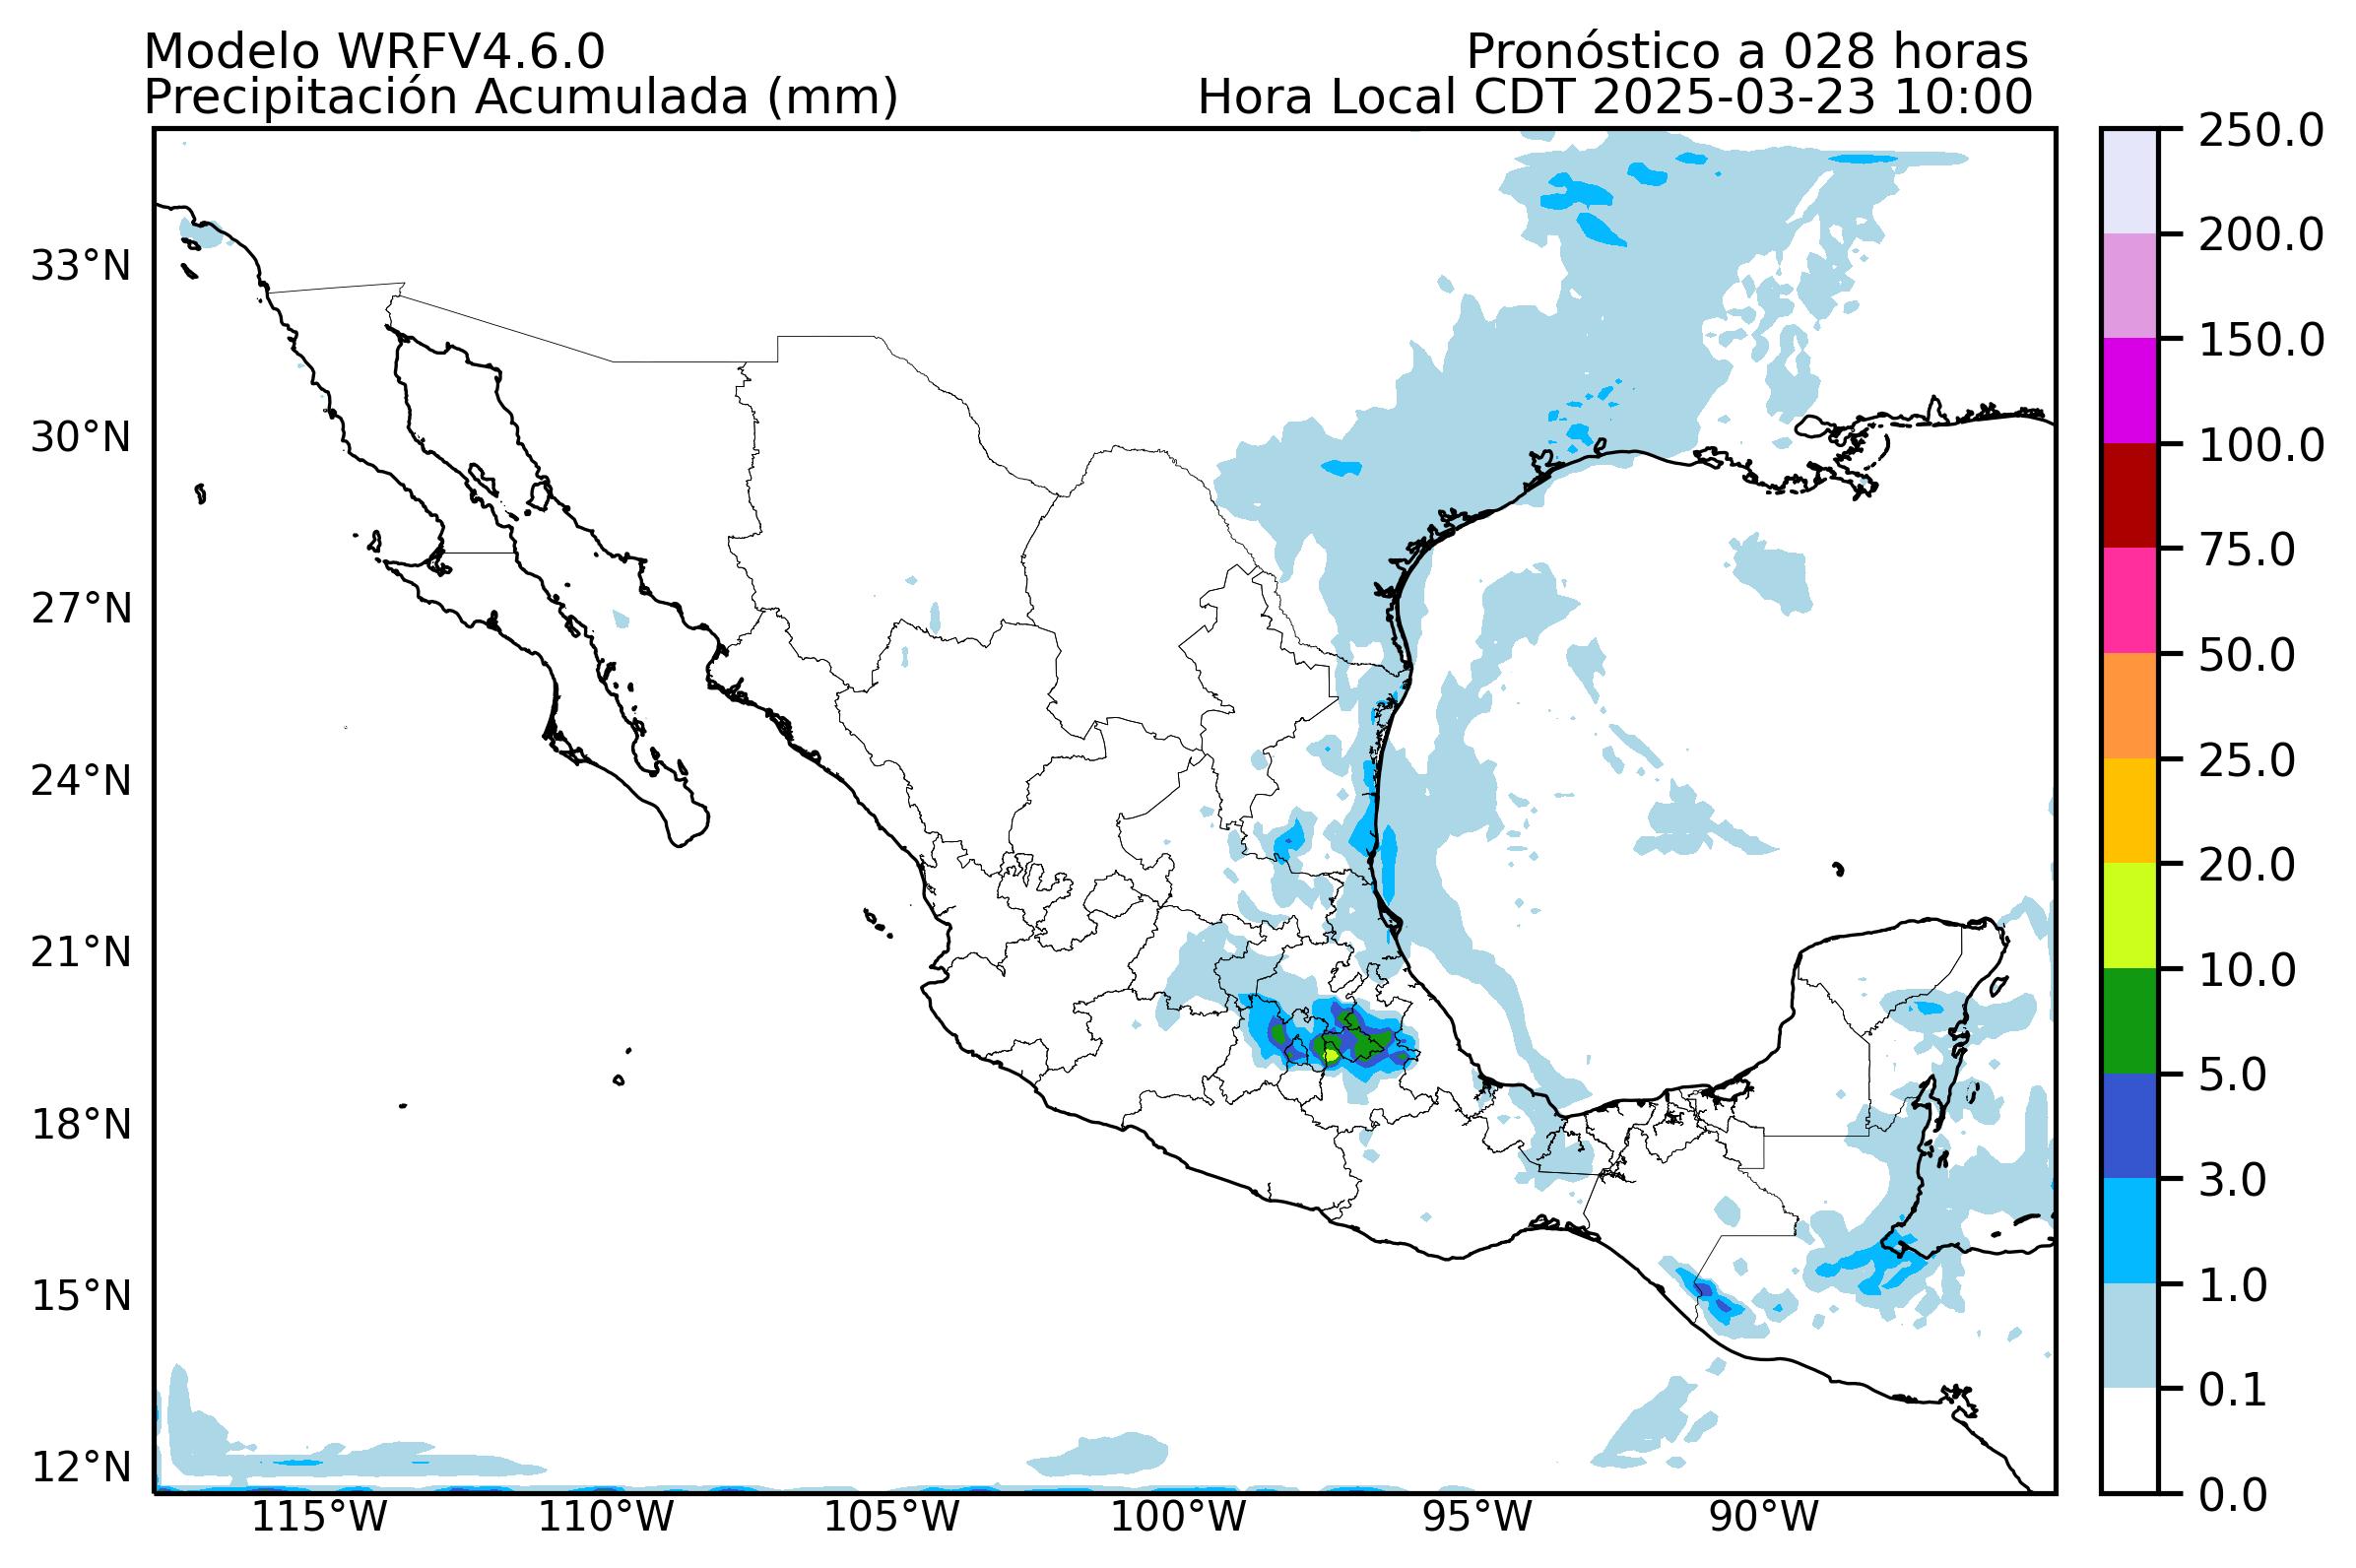 Modelo WRFV4.6.0
Pronóstico a 028 horas
Precipitación Acumulada (mm)
Hora Local CDT 2025-03-23 10:00
250.0
200.0
150.0
100.0
75.0
50.0
25.0
20.0
10.0
5.0
3.0
1.0
0.1
0.0
33°N
30°N
27°N
24°N
21°N
18°N
15°N
12°N
115°W
110°W
105°W
100°W
95°W
90°W